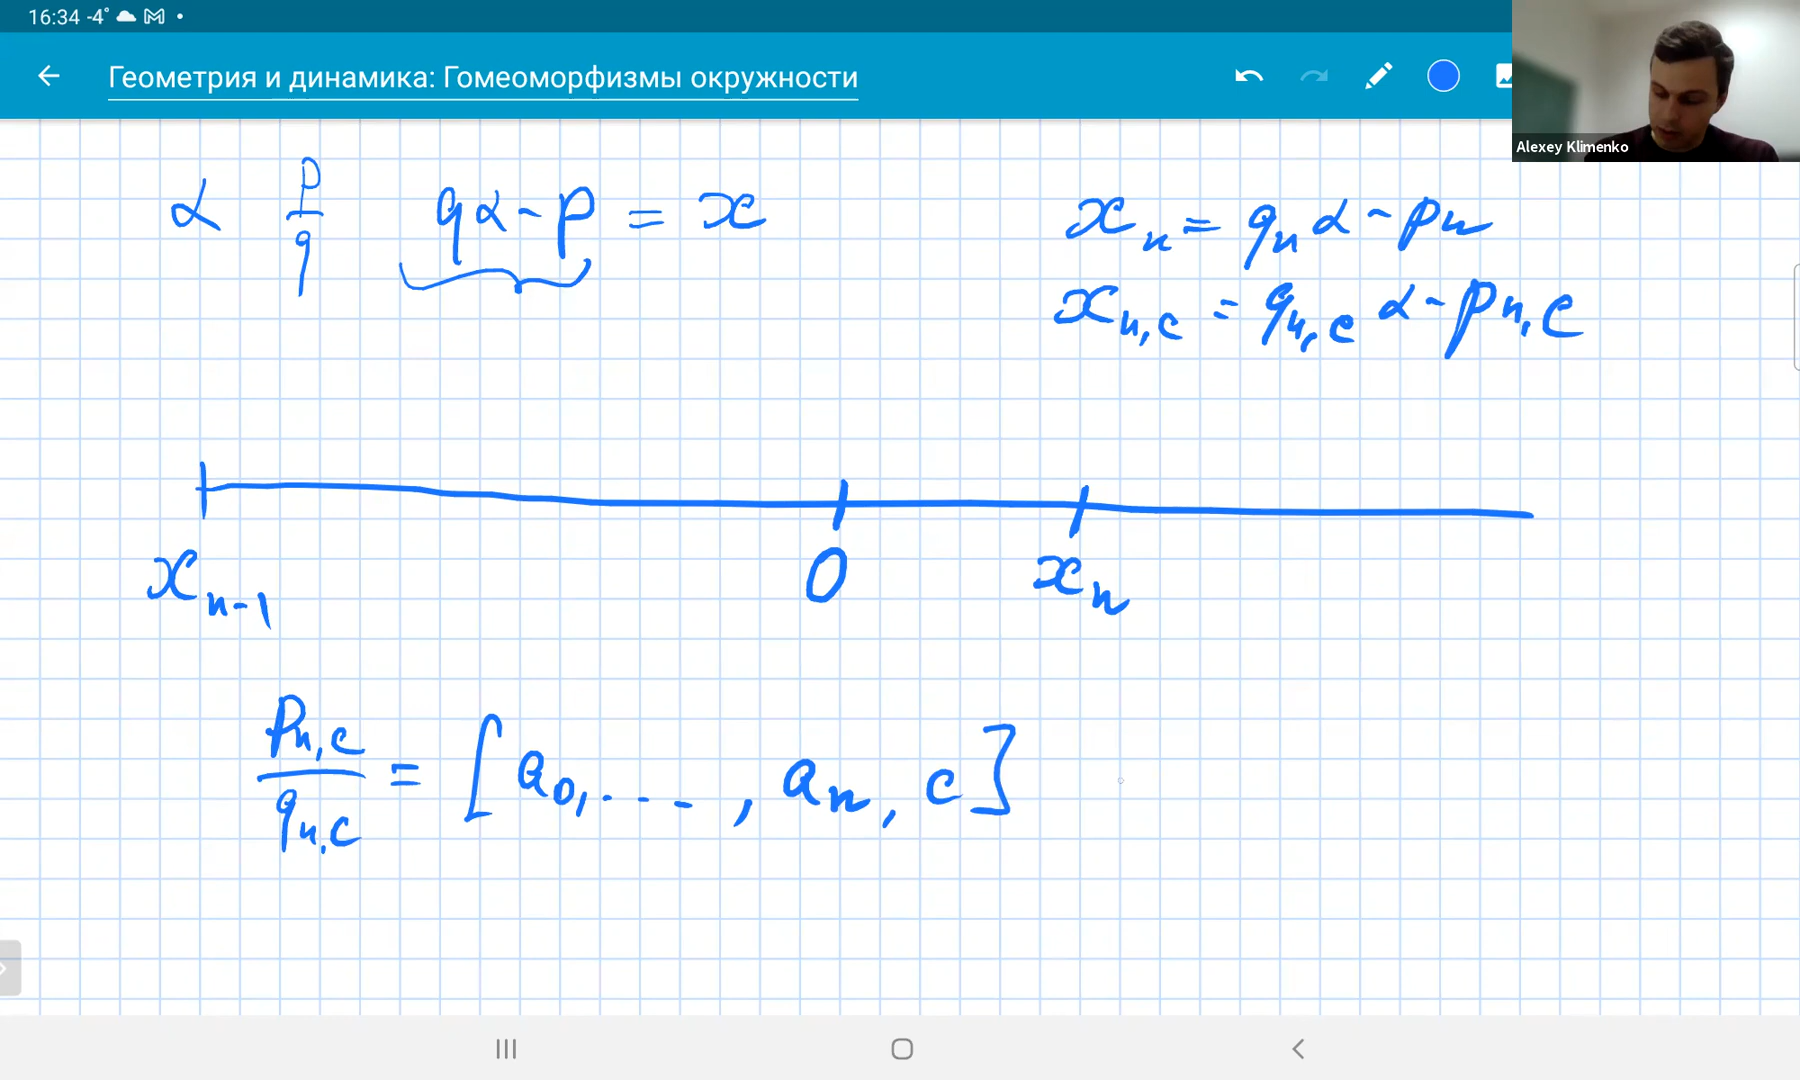 16:34 -4°
Геометрия и динамика: Гомеоморфизмы окружности
Alexey Klimenko
α p/q qα - p = x
x_n = q_n α - p_n
x_{n,c} = q_{n,c} α - p_{n,c}
x_{n-1} 0 x_n
p_{n,c}/q_{n,c} = [a_0, ..., a_n, c]